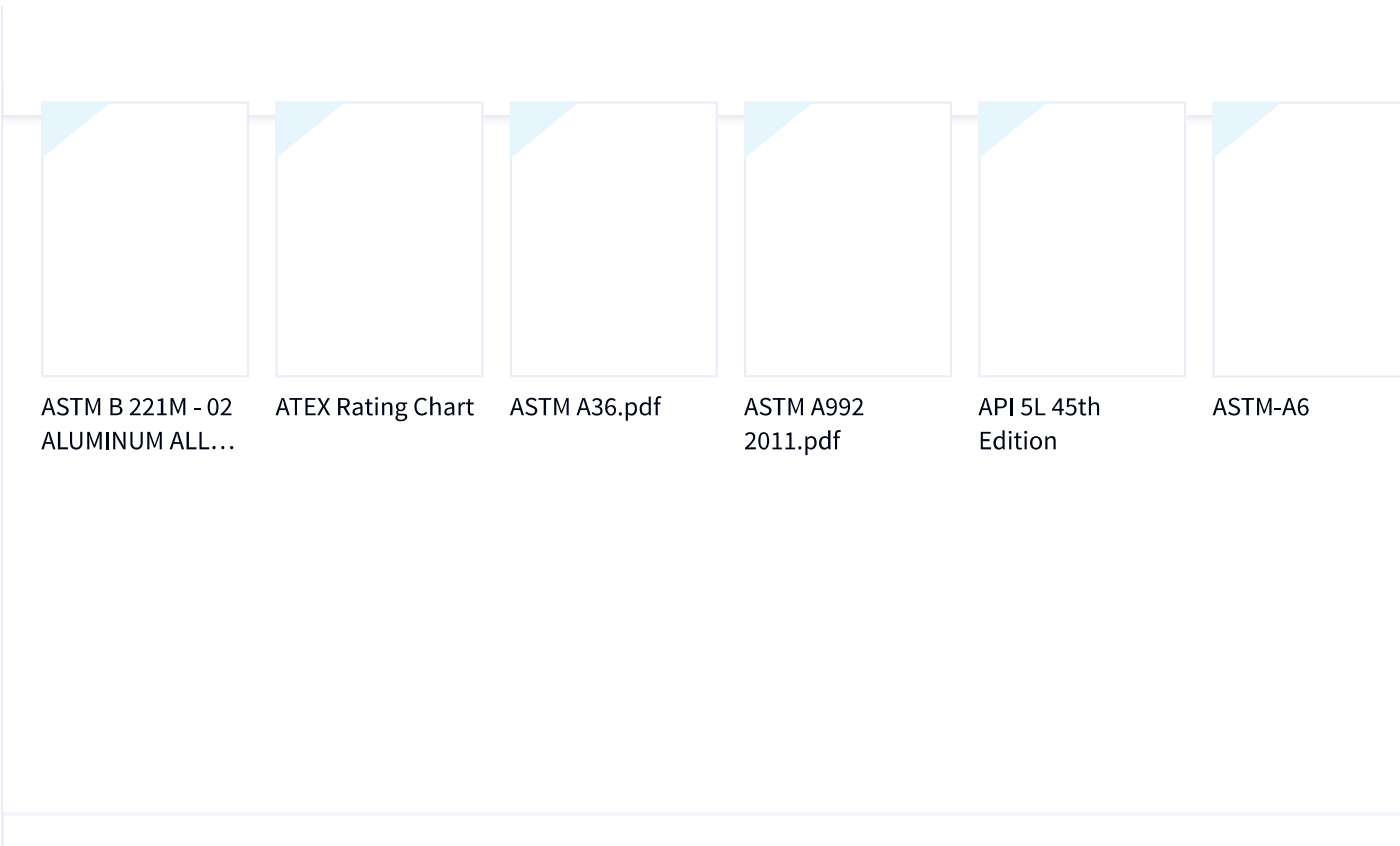 ASTM B 221M - 02
ALUMINUM ALL…
ATEX Rating Chart
ASTM A36.pdf
ASTM A992
2011.pdf
API 5L 45th
Edition
ASTM-A6